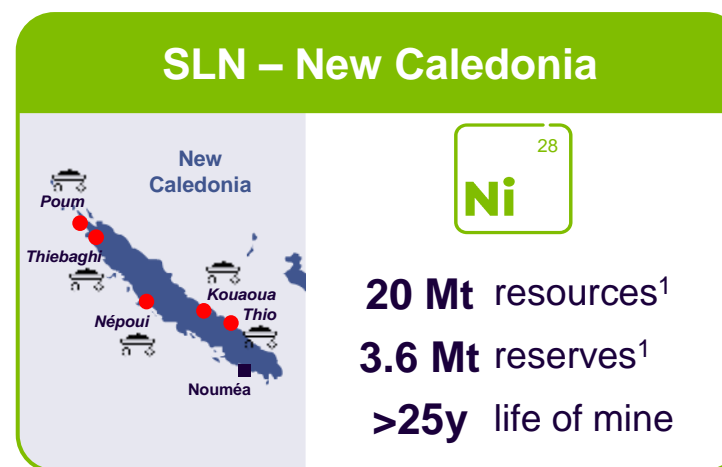 SLN – New Caledonia
New
Caledonia
Poum
Thiebaghi
Népoui
Kouaoua
Thio
Nouméa
28
Ni
20 Mt resources¹
3.6 Mt reserves¹
>25y life of mine